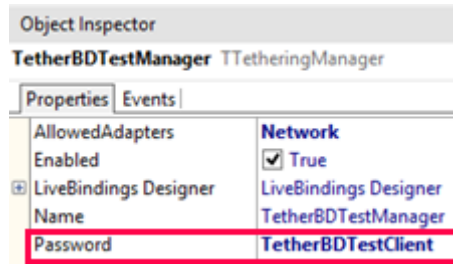 Object Inspector
TetherBDTestManager TTetheringManager
Properties Events
AllowedAdapters Network
Enabled True
LiveBindings Designer LiveBindings Designer
Name TetherBDTestManager
Password TetherBDTestClient